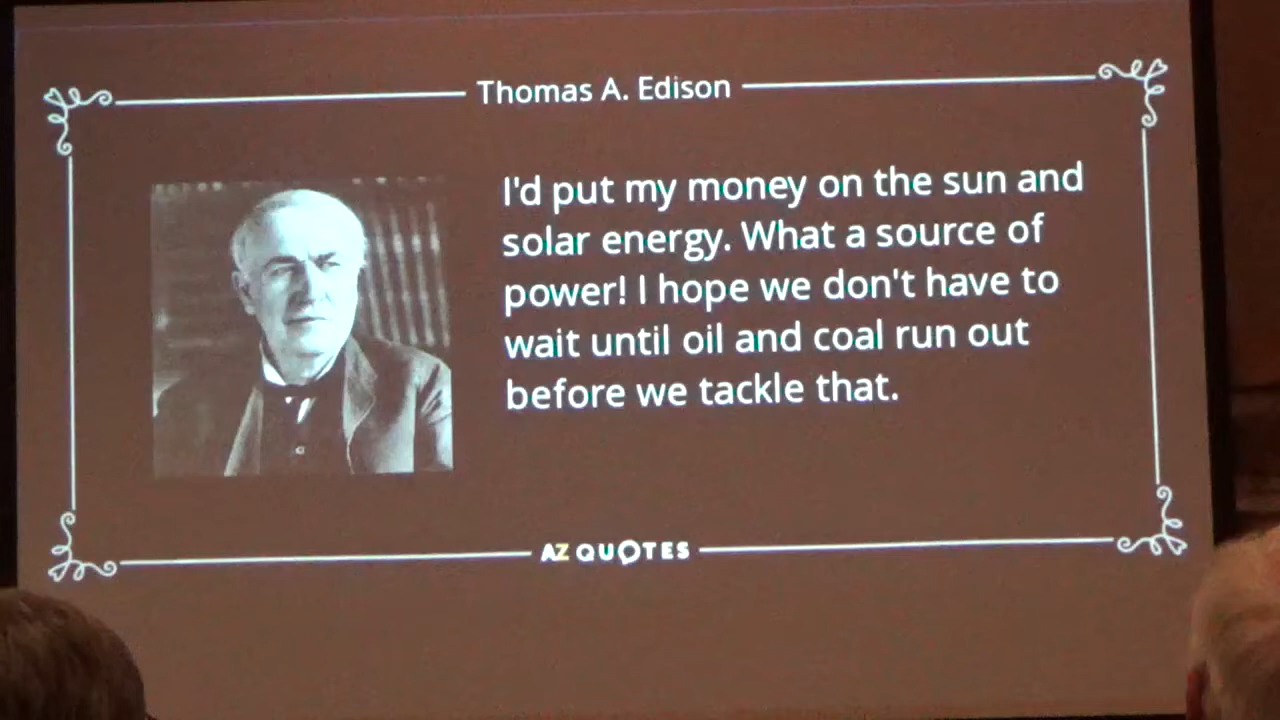 Thomas A. Edison
I'd put my money on the sun and
solar energy. What a source of
power! I hope we don't have to
wait until oil and coal run out
before we tackle that.
AZ QUOTES